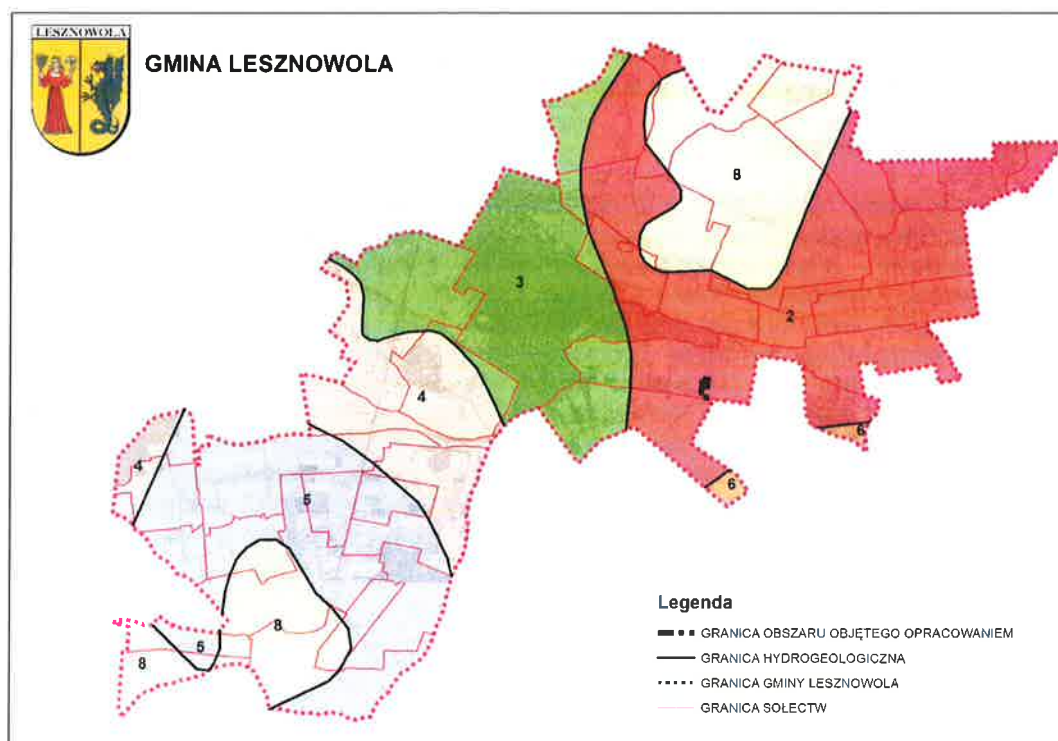 LESZNOWOLA
GMINA LESZNOWOLA
8
3
2
4
6
4
6
5
8
5
8
Legenda
GRANICA OBSZARU OBJĘTEGO OPRACOWANIEM
GRANICA HYDROGEOLOGICZNA
GRANICA GMINY LESZNOWOLA
GRANICA SOŁECTW